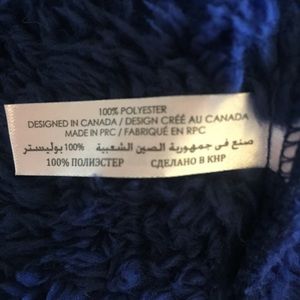 100% POLYESTER
DESIGNED IN CANADA / DESIGN CRÉÉ AU CANADA
MADE IN PRC / FABRIQUÉ EN RPC
صنع في جمهورية الصين الشعبية 100% بوليستر
100% ПОЛИЭСТЕР СДЕЛАНО В КНР